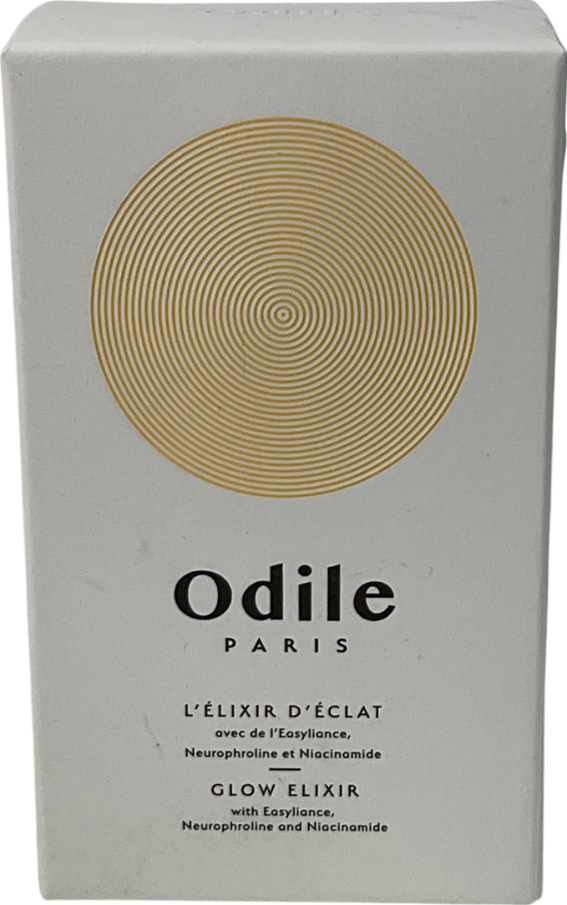 Odile
PARIS
L'ÉLIXIR D'ÉCLAT
avec de l'Easyliance,
Neurophroline et Niacinamide
GLOW ELIXIR
with Easyliance,
Neurophroline and Niacinamide